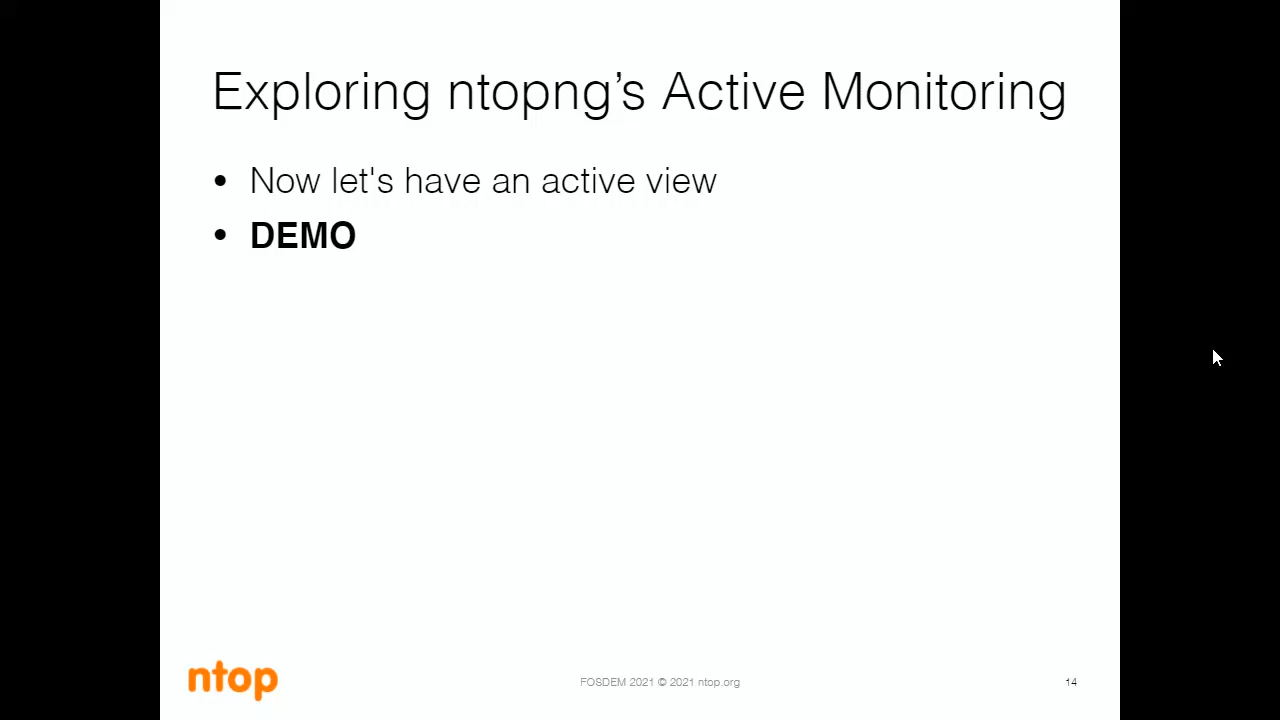 Exploring ntopng’s Active Monitoring
• Now let's have an active view
• DEMO
ntop
FOSDEM 2021 © 2021 ntop.org
14